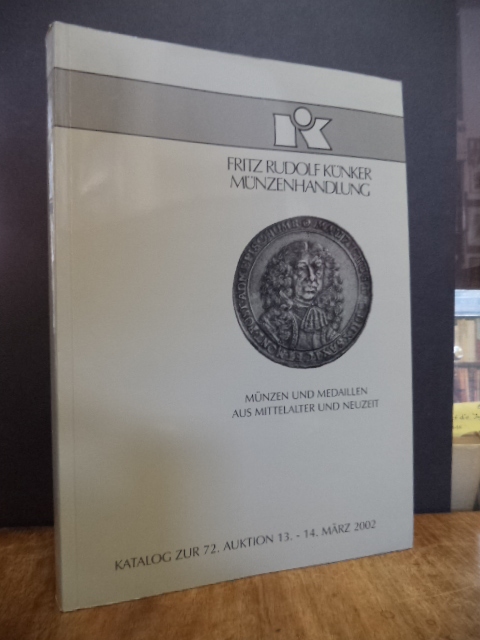 FRITZ RUDOLF KÜNKER
MÜNZENHANDLUNG
MÜNZEN UND MEDAILLEN
AUS MITTELALTER UND NEUZEIT
KATALOG ZUR 72. AUKTION 13. - 14. MÄRZ 2002